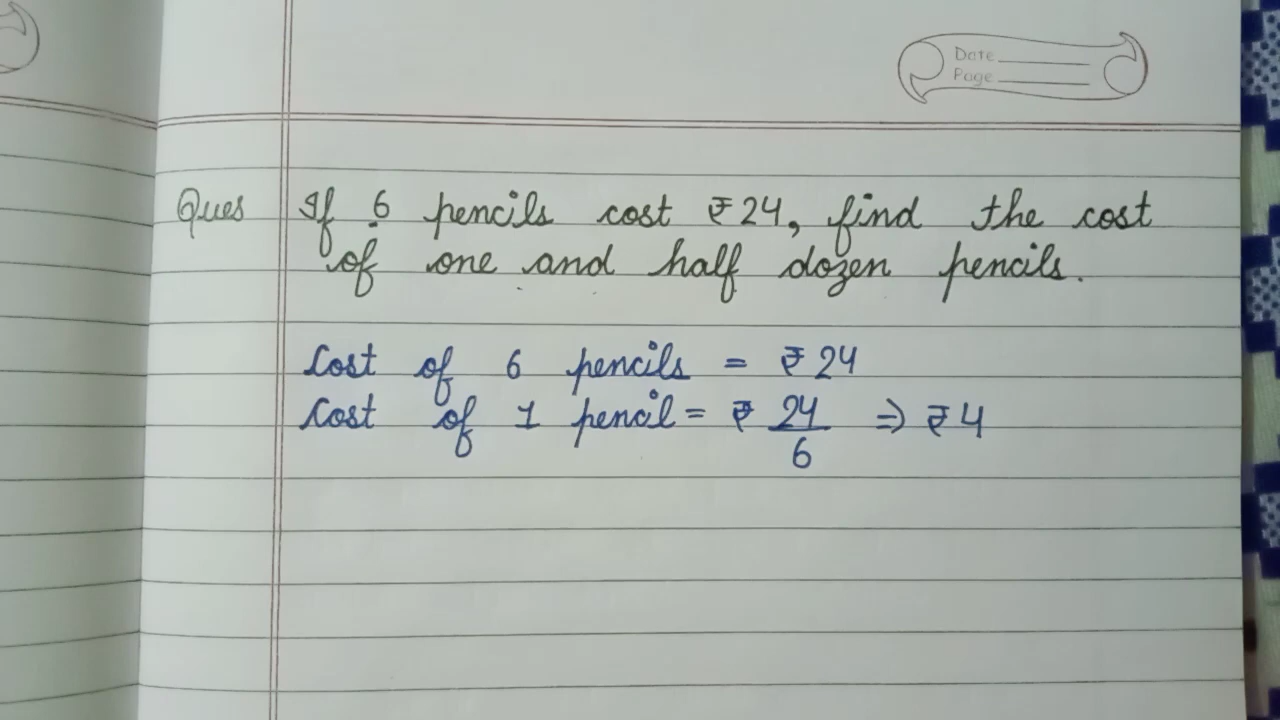 Date
Page
Ques If 6 pencils cost ₹24, find the cost
of one and half dozen pencils.
Cost of 6 pencils = ₹24
Cost of 1 pencil = ₹ 24/6 ⇒ ₹4